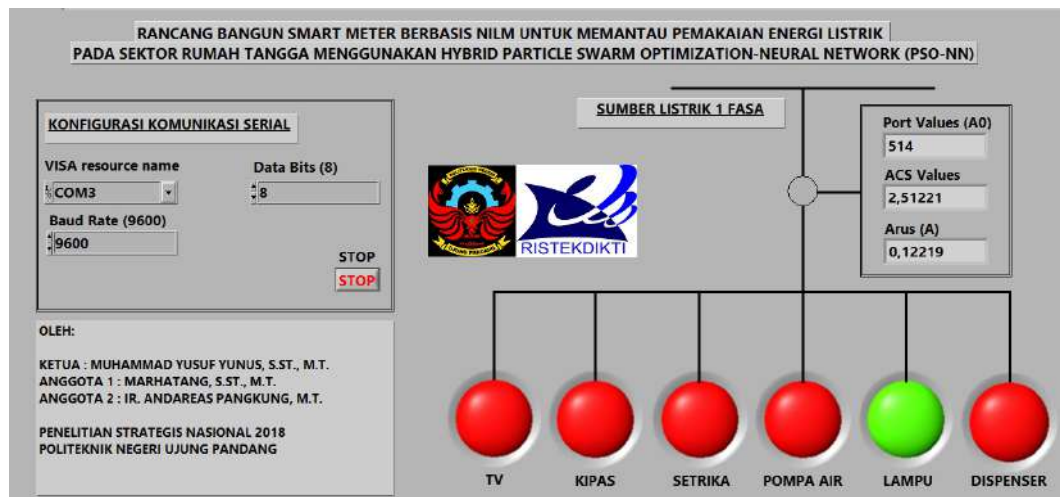 RANCANG BANGUN SMART METER BERBASIS NILM UNTUK MEMANTAU PEMAKAIAN ENERGI LISTRIK
PADA SEKTOR RUMAH TANGGA MENGGUNAKAN HYBRID PARTICLE SWARM OPTIMIZATION-NEURAL NETWORK (PSO-NN)
KONFIGURASI KOMUNIKASI SERIAL
VISA resource name
COM3
Data Bits (8)
8
Baud Rate (9600)
9600
STOP
STOP
OLEH:
KETUA : MUHAMMAD YUSUF YUNUS, S.ST., M.T.
ANGGOTA 1 : MARHATANG, S.ST., M.T.
ANGGOTA 2 : IR. ANDAREAS PANGKUNG, M.T.
PENELITIAN STRATEGIS NASIONAL 2018
POLITEKNIK NEGERI UJUNG PANDANG
RISTEKDIKTI
SUMBER LISTRIK 1 FASA
Port Values (A0)
514
ACS Values
2,51221
Arus (A)
0,12219
TV
KIPAS
SETRIKA
POMPA AIR
LAMPU
DISPENSER